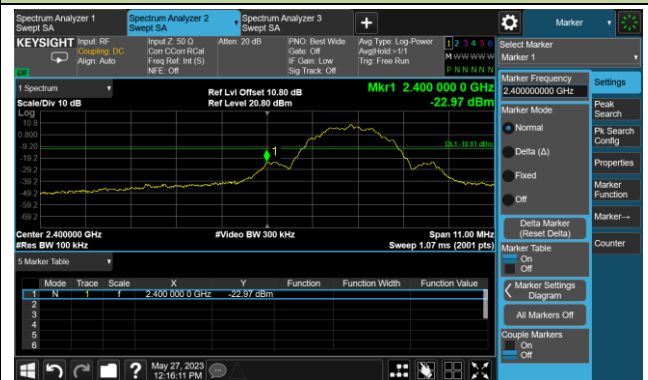 Spectrum Analyzer 1
Swept SA
Spectrum Analyzer 2
Swept SA
Spectrum Analyzer 3
Swept SA
+
Marker
KEYSIGHT
Input: RF
Coupling: DC
Align: Auto
Input Z: 50 Ω
Corr CCorr RCal
Freq Ref: Int (S)
NFE: Off
Atten: 20 dB
PNO: Best Wide
Gate: Off
IF Gain: Low
Sig Track: Off
Avg Type: Log-Power
Avg|Hold:>1/1
Trig: Free Run
1 2 3 4 5 6
M W W W W W
P N N N N N
Select Marker
Marker 1
1 Spectrum
Scale/Div 10 dB
Log
Ref Lvl Offset 10.80 dB
Ref Level 20.80 dBm
Mkr1 2.400 000 0 GHz
-22.97 dBm
10.8
0.800
-9.20
-19.2
-29.2
-39.2
-49.2
-59.2
-69.2
1
DL1 -10.01 dBm
Center 2.400000 GHz
#Res BW 100 kHz
#Video BW 300 kHz
Span 11.00 MHz
Sweep 1.07 ms (2001 pts)
5 Marker Table
Mode Trace Scale X Y Function Function Width Function Value
1 N 1 f 2.400 000 0 GHz -22.97 dBm
2
3
4
5
6
Marker Frequency
2.400000000 GHz
Marker Mode
Normal
Delta (Δ)
Fixed
Off
Delta Marker
(Reset Delta)
Marker Table
On
Off
Marker Settings
Diagram
All Markers Off
Couple Markers
On
Off
Settings
Peak
Search
Pk Search
Config
Properties
Marker
Function
Marker→
Counter
?
May 27, 2023
12:16:11 PM